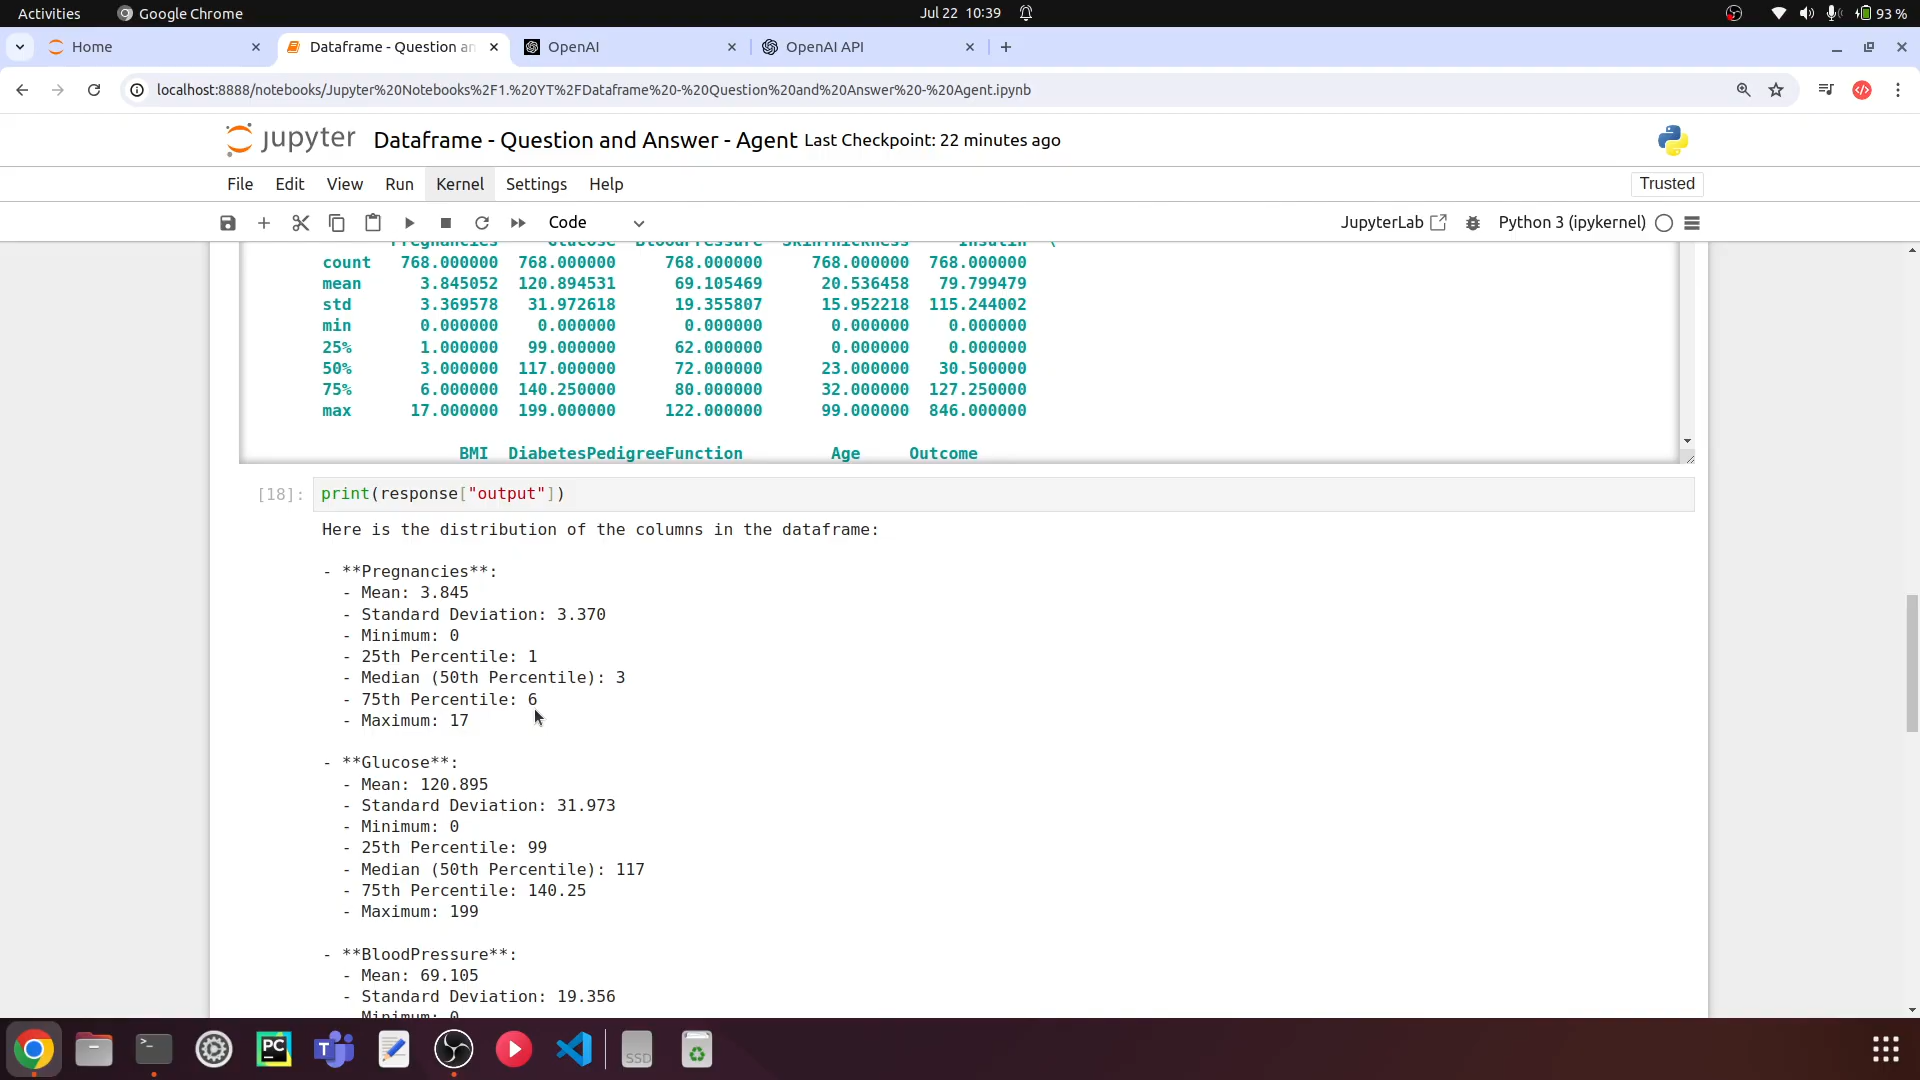 Activities
Google Chrome
Jul 22 10:39
93 %
Home
Dataframe - Question an
OpenAI
OpenAI API
localhost:8888/notebooks/Jupyter%20Notebooks%2F1.%20YT%2FDataframe%20-%20Question%20and%20Answer%20-%20Agent.ipynb
jupyter
Dataframe - Question and Answer - Agent Last Checkpoint: 22 minutes ago
File Edit View Run Kernel Settings Help
Trusted
Code
JupyterLab
Python 3 (ipykernel)
Pregnancies Glucose BloodPressure SkinThickness Insulin \
count 768.000000 768.000000 768.000000 768.000000 768.000000
mean 3.845052 120.894531 69.105469 20.536458 79.799479
std 3.369578 31.972618 19.355807 15.952218 115.244002
min 0.000000 0.000000 0.000000 0.000000 0.000000
25% 1.000000 99.000000 62.000000 0.000000 0.000000
50% 3.000000 117.000000 72.000000 23.000000 30.500000
75% 6.000000 140.250000 80.000000 32.000000 127.250000
max 17.000000 199.000000 122.000000 99.000000 846.000000
BMI DiabetesPedigreeFunction Age Outcome
[18]: print(response["output"])
Here is the distribution of the columns in the dataframe:
- **Pregnancies**:
- Mean: 3.845
- Standard Deviation: 3.370
- Minimum: 0
- 25th Percentile: 1
- Median (50th Percentile): 3
- 75th Percentile: 6
- Maximum: 17
- **Glucose**:
- Mean: 120.895
- Standard Deviation: 31.973
- Minimum: 0
- 25th Percentile: 99
- Median (50th Percentile): 117
- 75th Percentile: 140.25
- Maximum: 199
- **BloodPressure**:
- Mean: 69.105
- Standard Deviation: 19.356
- Minimum: 0
PC
T
SSD